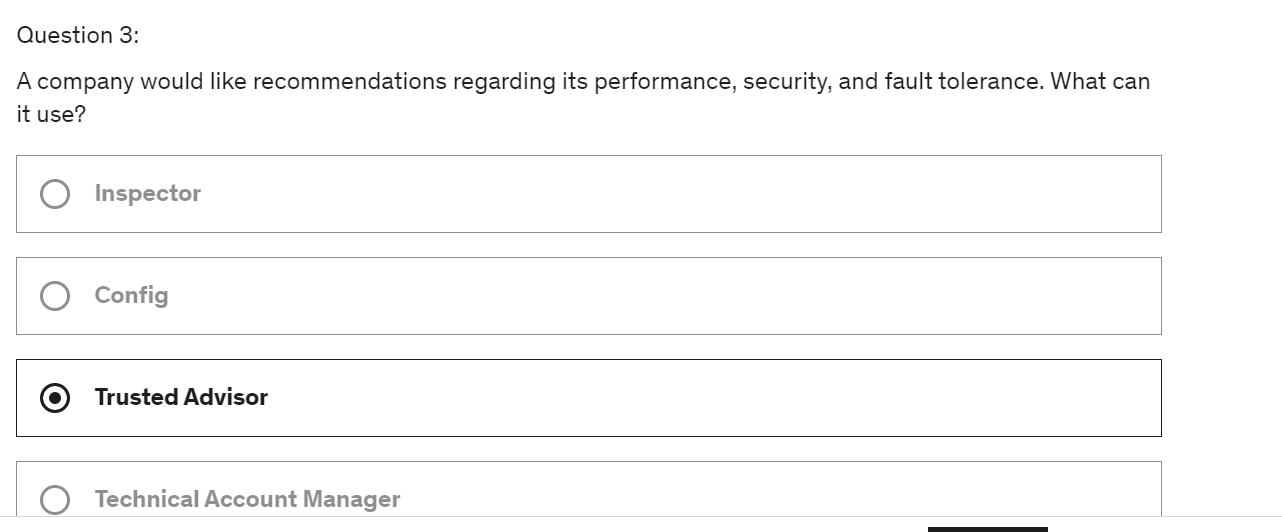 Question 3:
A company would like recommendations regarding its performance, security, and fault tolerance. What can
it use?
Inspector
Config
Trusted Advisor
Technical Account Manager